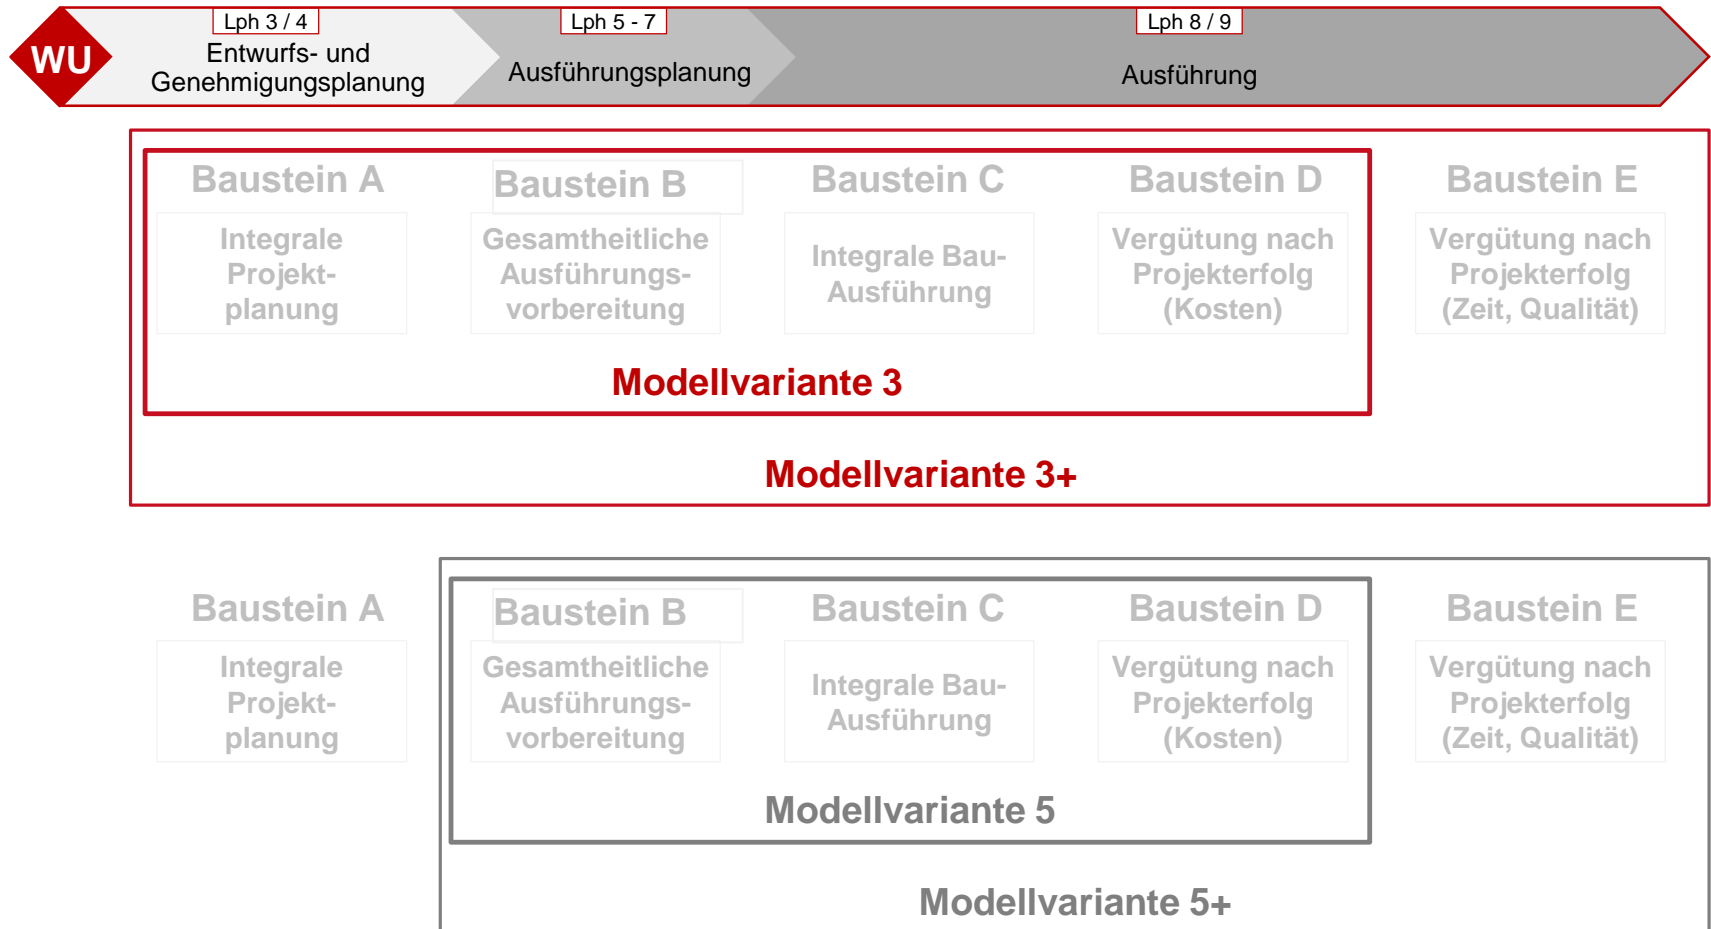 WU
Lph 3 / 4
Entwurfs- und
Genehmigungsplanung
Lph 5 - 7
Ausführungsplanung
Lph 8 / 9
Ausführung
Baustein A
Integrale
Projekt-
planung
Baustein B
Gesamtheitliche
Ausführungs-
vorbereitung
Baustein C
Integrale Bau-
Ausführung
Baustein D
Vergütung nach
Projekterfolg
(Kosten)
Baustein E
Vergütung nach
Projekterfolg
(Zeit, Qualität)
Modellvariante 3
Modellvariante 3+
Baustein A
Integrale
Projekt-
planung
Baustein B
Gesamtheitliche
Ausführungs-
vorbereitung
Baustein C
Integrale Bau-
Ausführung
Baustein D
Vergütung nach
Projekterfolg
(Kosten)
Baustein E
Vergütung nach
Projekterfolg
(Zeit, Qualität)
Modellvariante 5
Modellvariante 5+